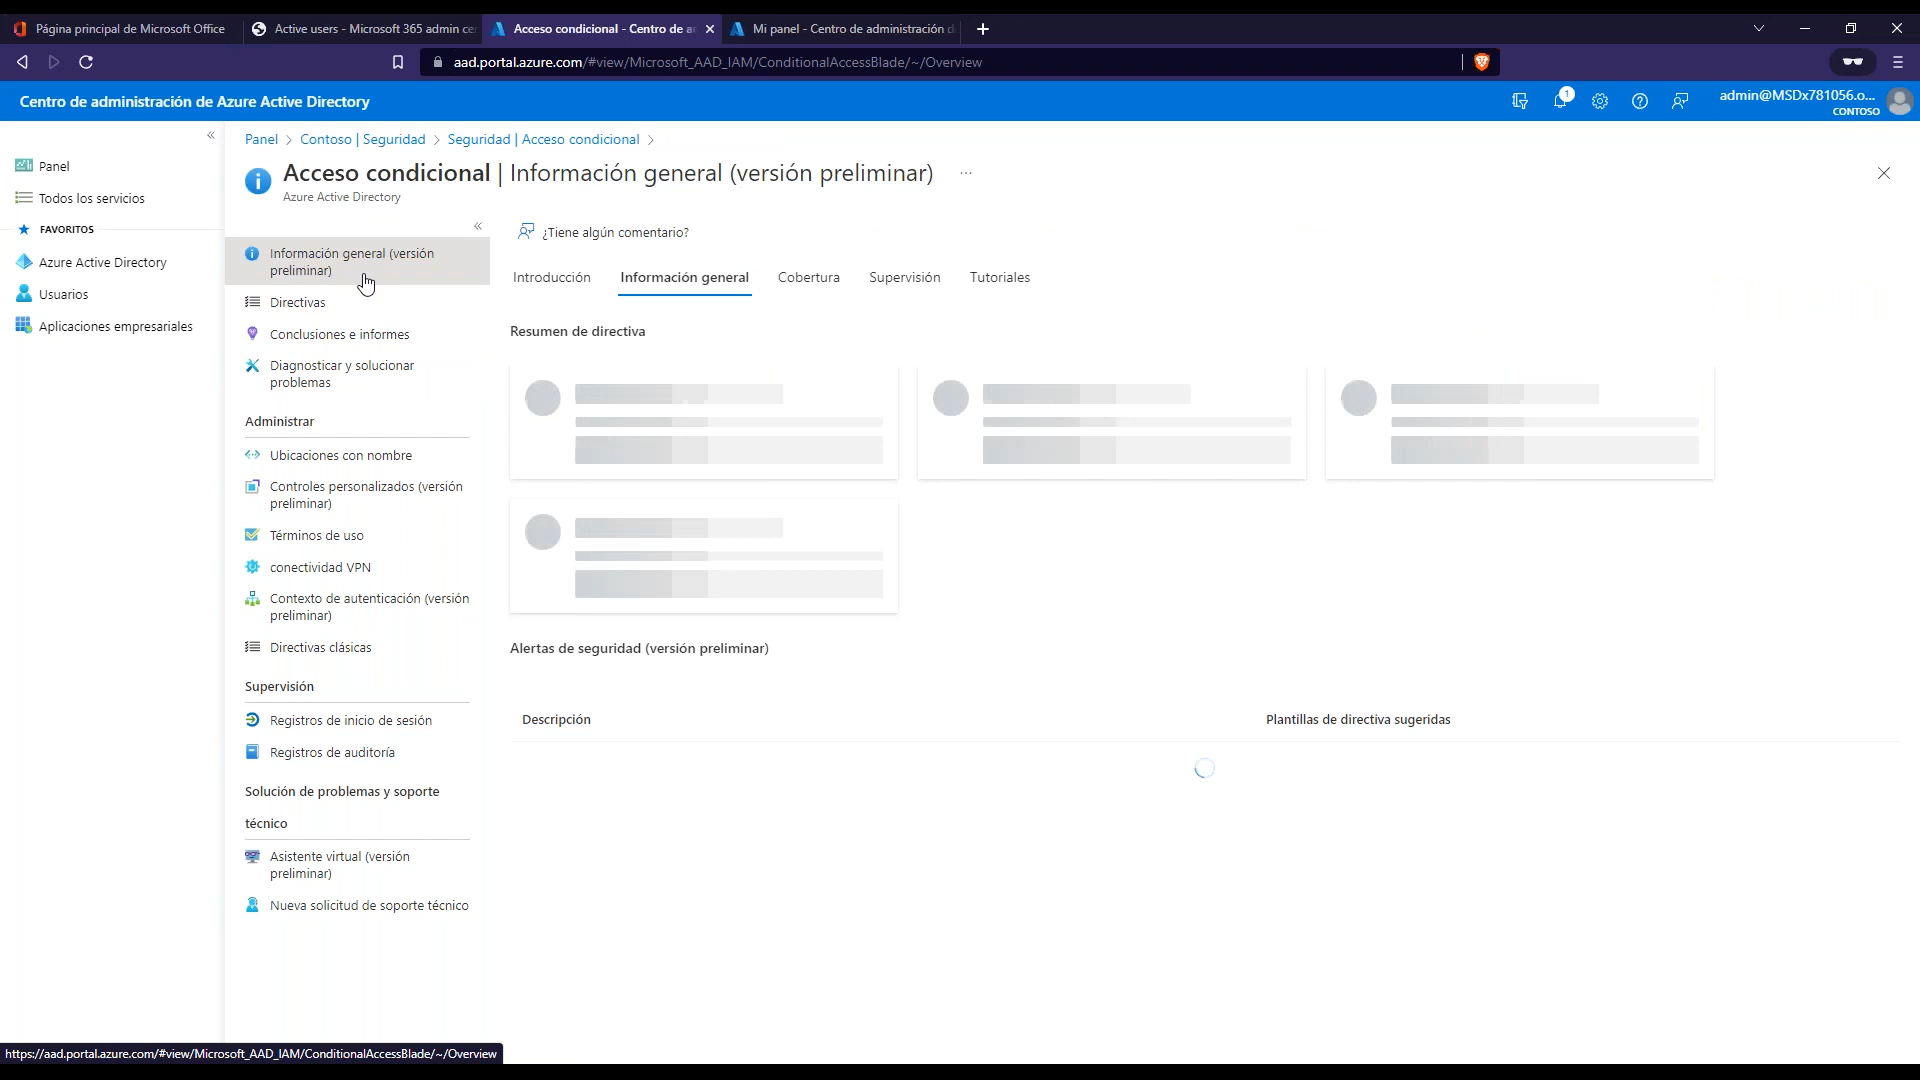 Página principal de Microsoft Office
Active users - Microsoft 365 admin ce
Acceso condicional - Centro de a
Mi panel - Centro de administración d
aad.portal.azure.com/#view/Microsoft_AAD_IAM/ConditionalAccessBlade/~/Overview
Centro de administración de Azure Active Directory
1
admin@MSDx781056.o...
CONTOSO
Panel > Contoso | Seguridad > Seguridad | Acceso condicional >
Acceso condicional | Información general (versión preliminar) ...
Azure Active Directory
Panel
Todos los servicios
FAVORITOS
Azure Active Directory
Usuarios
Aplicaciones empresariales
Información general (versión
preliminar)
Directivas
Conclusiones e informes
Diagnosticar y solucionar
problemas
Administrar
Ubicaciones con nombre
Controles personalizados (versión
preliminar)
Términos de uso
conectividad VPN
Contexto de autenticación (versión
preliminar)
Directivas clásicas
Supervisión
Registros de inicio de sesión
Registros de auditoría
Solución de problemas y soporte
técnico
Asistente virtual (versión
preliminar)
Nueva solicitud de soporte técnico
¿Tiene algún comentario?
Introducción Información general Cobertura Supervisión Tutoriales
Resumen de directiva
Alertas de seguridad (versión preliminar)
Descripción Plantillas de directiva sugeridas
https://aad.portal.azure.com/#view/Microsoft_AAD_IAM/ConditionalAccessBlade/~/Overview